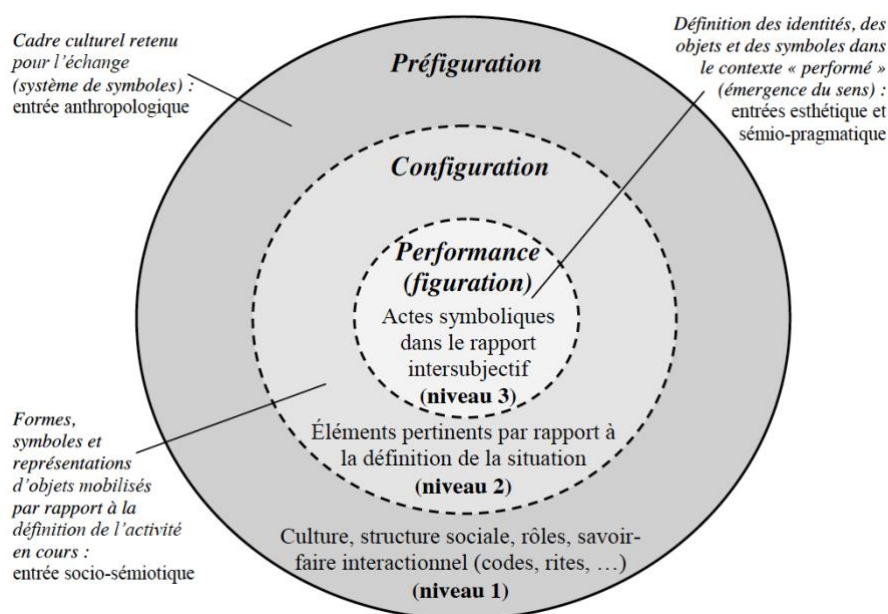 Cadre culturel retenu
pour l'échange
(système de symboles) :
entrée anthropologique
Définition des identités, des
objets et des symboles dans
le contexte « performé »
(émergence du sens) :
entrées esthétique et
sémio-pragmatique
Préfiguration
Configuration
Performance
(figuration)
Actes symboliques
dans le rapport
intersubjectif
(niveau 3)
Éléments pertinents par rapport à
la définition de la situation
(niveau 2)
Culture, structure sociale, rôles, savoir-
faire interactionnel (codes, rites, …)
(niveau 1)
Formes,
symboles et
représentations
d'objets mobilisés
par rapport à la
définition de l'activité
en cours :
entrée socio-sémiotique